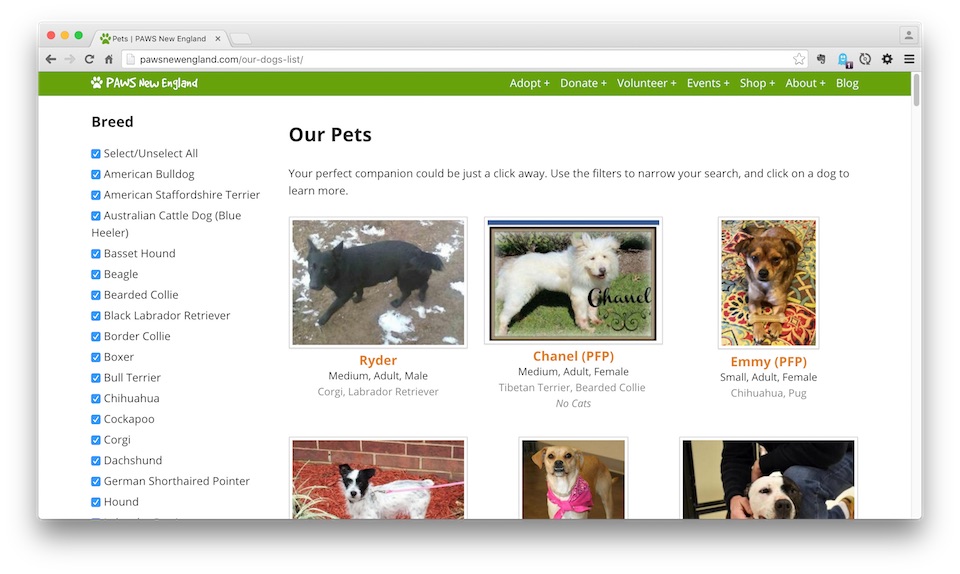 Pets | PAWS New England
pawsnewengland.com/our-dogs-list/
PAWS New England
Adopt + Donate + Volunteer + Events + Shop + About + Blog
Breed
Select/Unselect All
American Bulldog
American Staffordshire Terrier
Australian Cattle Dog (Blue
Heeler)
Basset Hound
Beagle
Bearded Collie
Black Labrador Retriever
Border Collie
Boxer
Bull Terrier
Chihuahua
Cockapoo
Corgi
Dachshund
German Shorthaired Pointer
Hound
Our Pets
Your perfect companion could be just a click away. Use the filters to narrow your search, and click on a dog to
learn more.
Ryder
Medium, Adult, Male
Corgi, Labrador Retriever
Chanel
Chanel (PFP)
Medium, Adult, Female
Tibetan Terrier, Bearded Collie
No Cats
Emmy (PFP)
Small, Adult, Female
Chihuahua, Pug